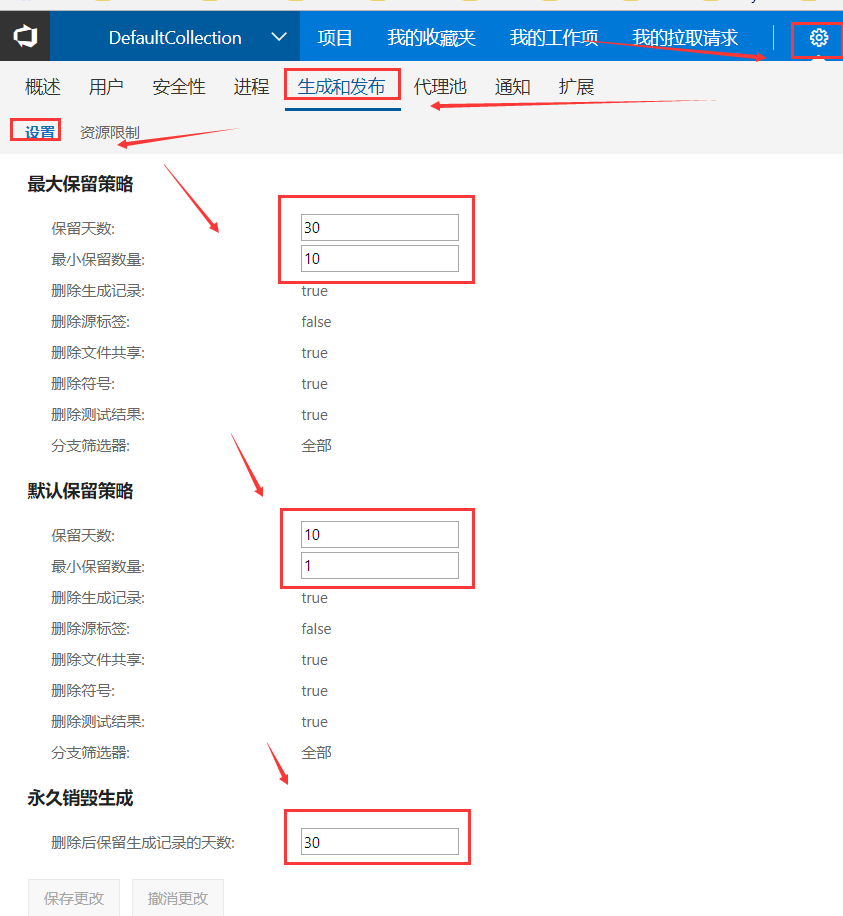 DefaultCollection 项目 我的收藏夹 我的工作项 我的拉取请求
概述 用户 安全性 进程 生成和发布 代理池 通知 扩展
设置 资源限制
最大保留策略
保留天数: 30
最小保留数量: 10
删除生成记录: true
删除源标签: false
删除文件共享: true
删除符号: true
删除测试结果: true
分支筛选器: 全部
默认保留策略
保留天数: 10
最小保留数量: 1
删除生成记录: true
删除源标签: false
删除文件共享: true
删除符号: true
删除测试结果: true
分支筛选器: 全部
永久销毁生成
删除后保留生成记录的天数: 30
保存更改 撤消更改